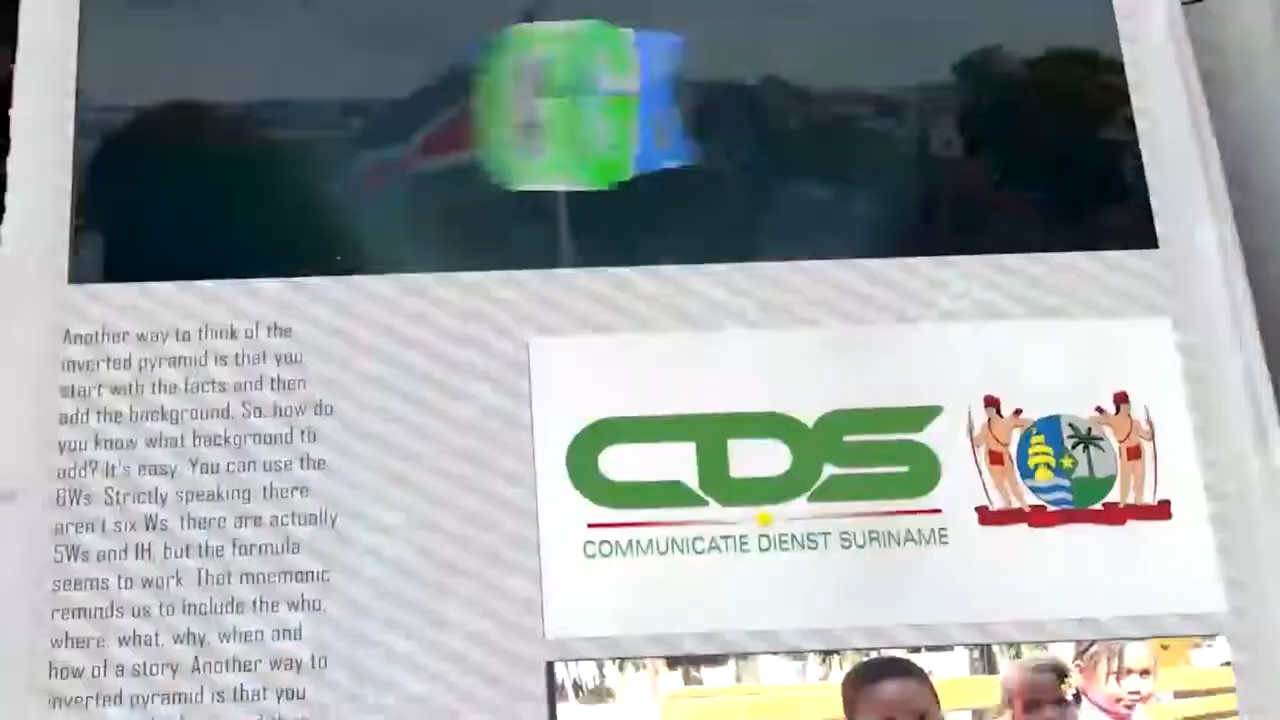 Another way to think of the
inverted pyramid is that you
start with the facts and then
add the background. So, how do
you know what background to
add? It's easy. You can use the
6Ws. Strictly speaking, there
aren't six Ws, there are actually
5Ws and 1H, but the formula
seems to work. That mnemonic
reminds us to include the who,
where, what, why, when and
how of a story. Another way to
inverted pyramid is that you
CDS
COMMUNICATIE DIENST SURINAME